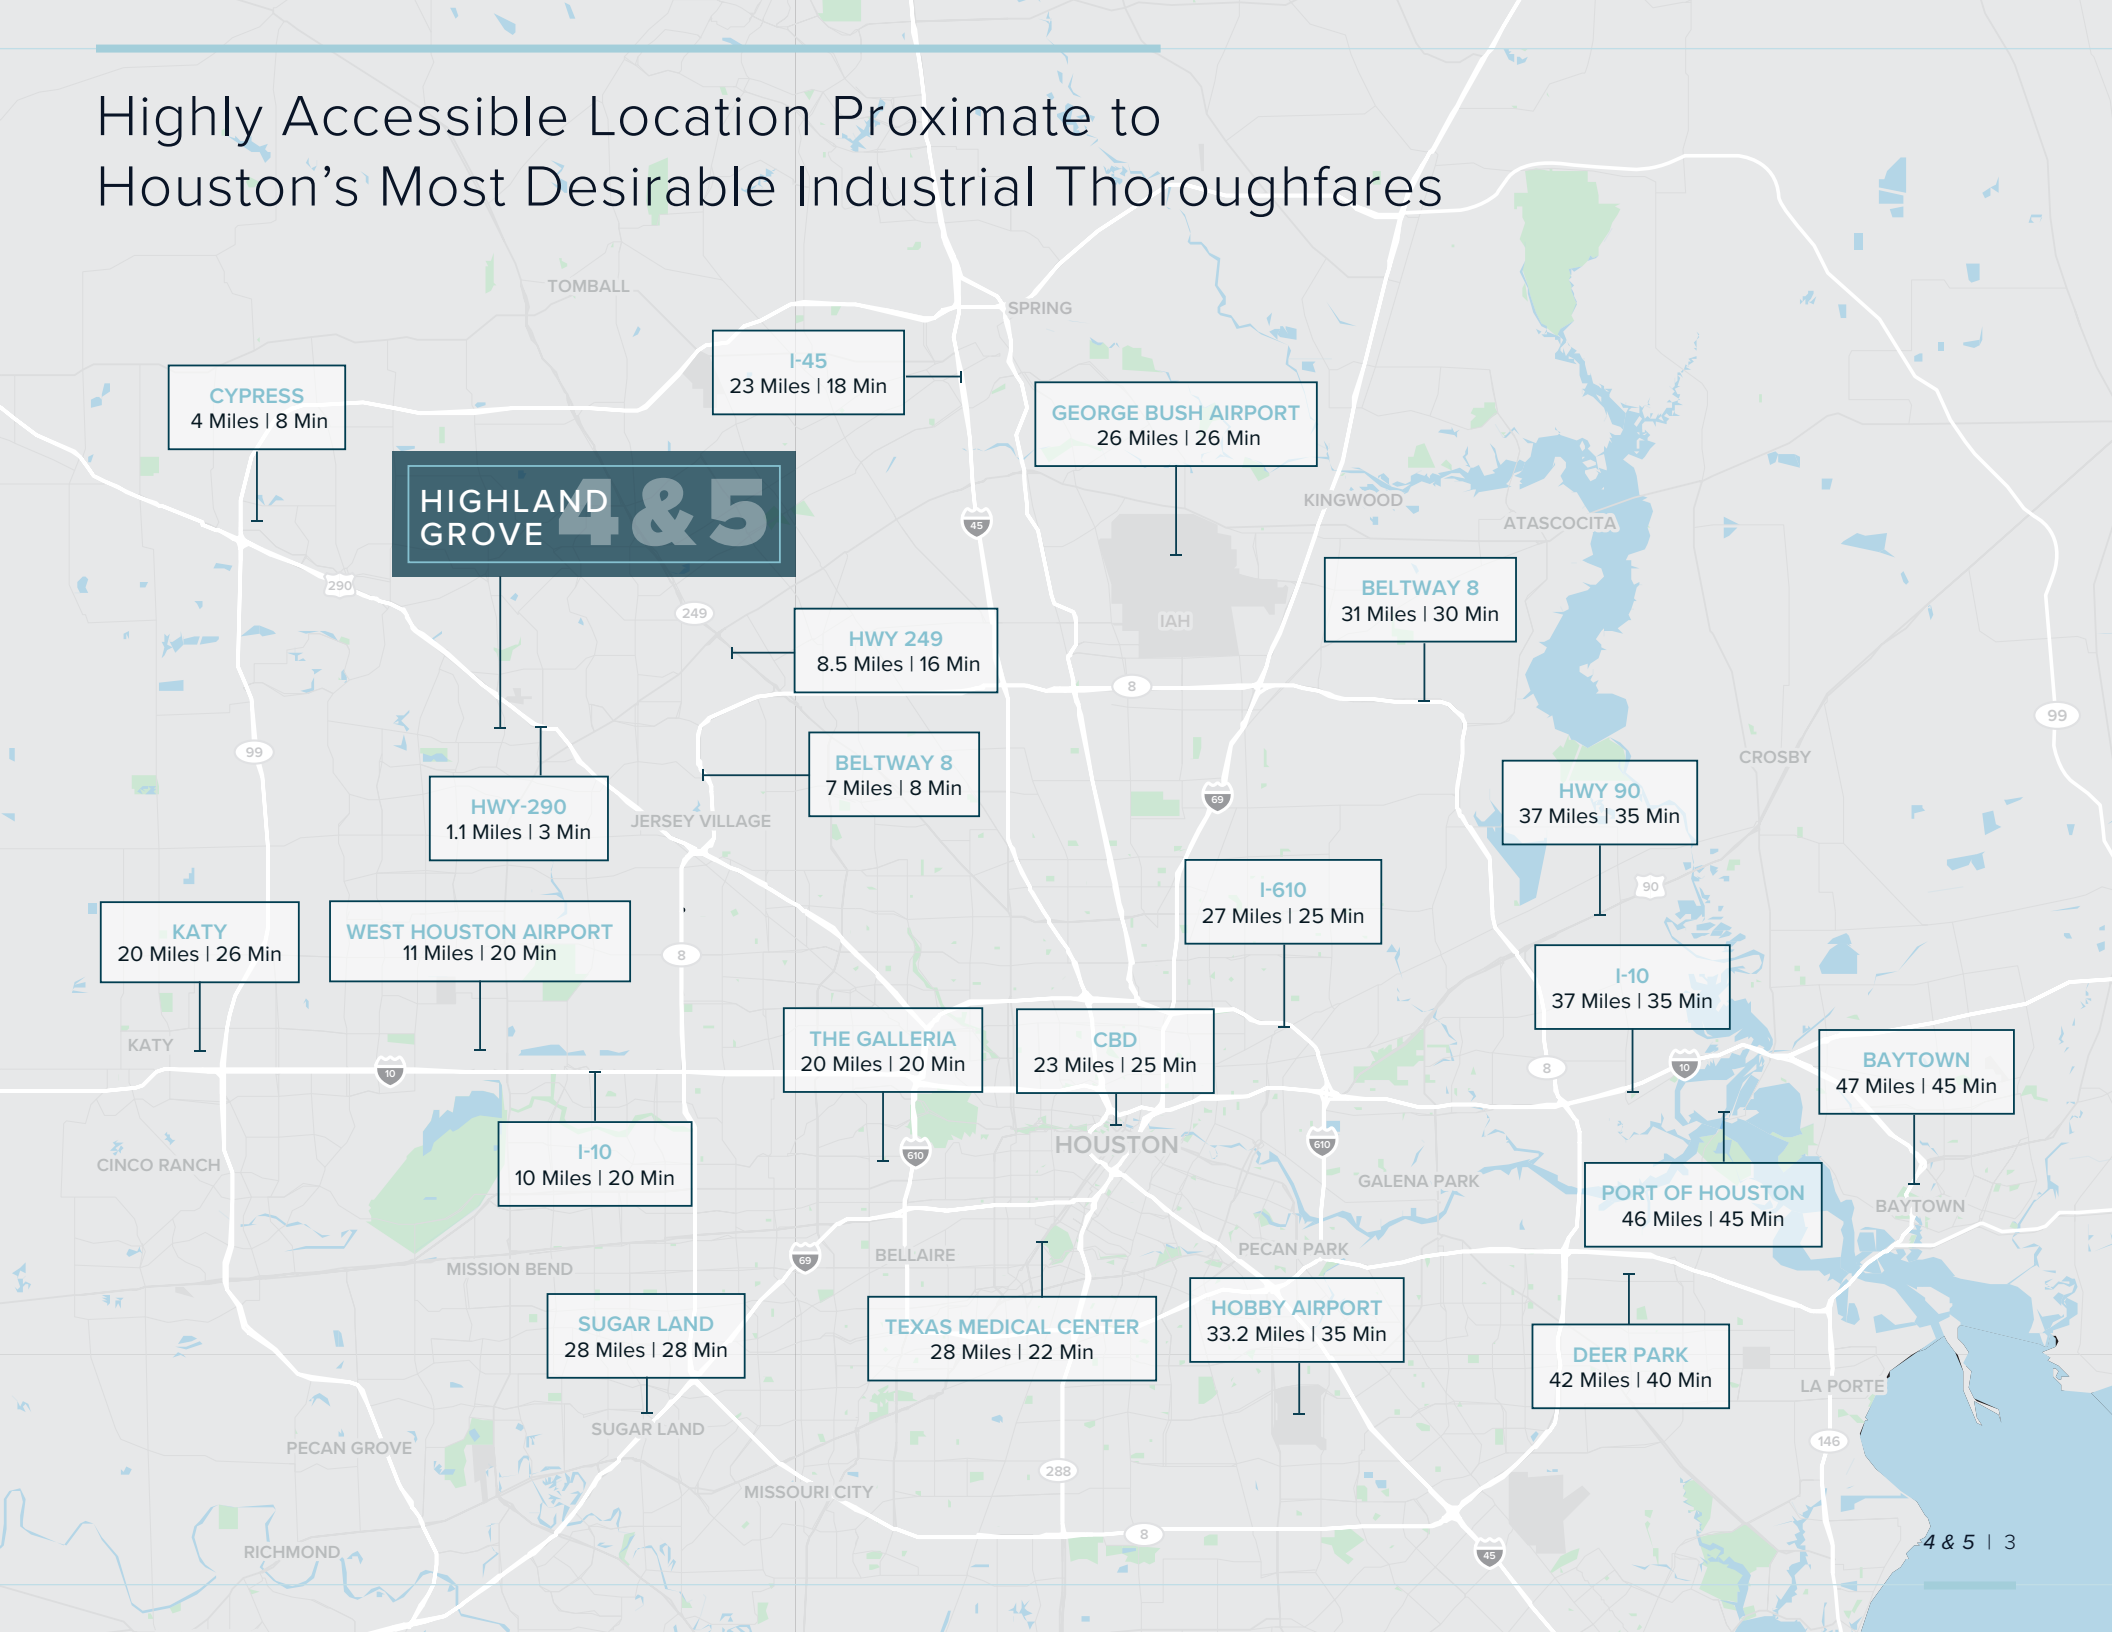 Highly Accessible Location Proximate to
Houston's Most Desirable Industrial Thoroughfares
TOMBALL
SPRING
I-45
23 Miles | 18 Min
CYPRESS
4 Miles | 8 Min
GEORGE BUSH AIRPORT
26 Miles | 26 Min
HIGHLAND
GROVE
4&5
45
KINGWOOD
ATASCOCITA
290
249
IAH
BELTWAY 8
31 Miles | 30 Min
HWY 249
8.5 Miles | 16 Min
8
99
99
BELTWAY 8
7 Miles | 8 Min
CROSBY
HWY-290
1.1 Miles | 3 Min
JERSEY VILLAGE
69
HWY 90
37 Miles | 35 Min
90
I-610
27 Miles | 25 Min
KATY
20 Miles | 26 Min
WEST HOUSTON AIRPORT
11 Miles | 20 Min
8
I-10
37 Miles | 35 Min
THE GALLERIA
20 Miles | 20 Min
CBD
23 Miles | 25 Min
KATY
10
8
10
BAYTOWN
47 Miles | 45 Min
HOUSTON
610
610
CINCO RANCH
I-10
10 Miles | 20 Min
GALENA PARK
PORT OF HOUSTON
46 Miles | 45 Min
BAYTOWN
69
BELLAIRE
PECAN PARK
MISSION BEND
SUGAR LAND
28 Miles | 28 Min
TEXAS MEDICAL CENTER
28 Miles | 22 Min
HOBBY AIRPORT
33.2 Miles | 35 Min
DEER PARK
42 Miles | 40 Min
LA PORTE
SUGAR LAND
PECAN GROVE
146
288
MISSOURI CITY
8
RICHMOND
45
4 & 5 | 3